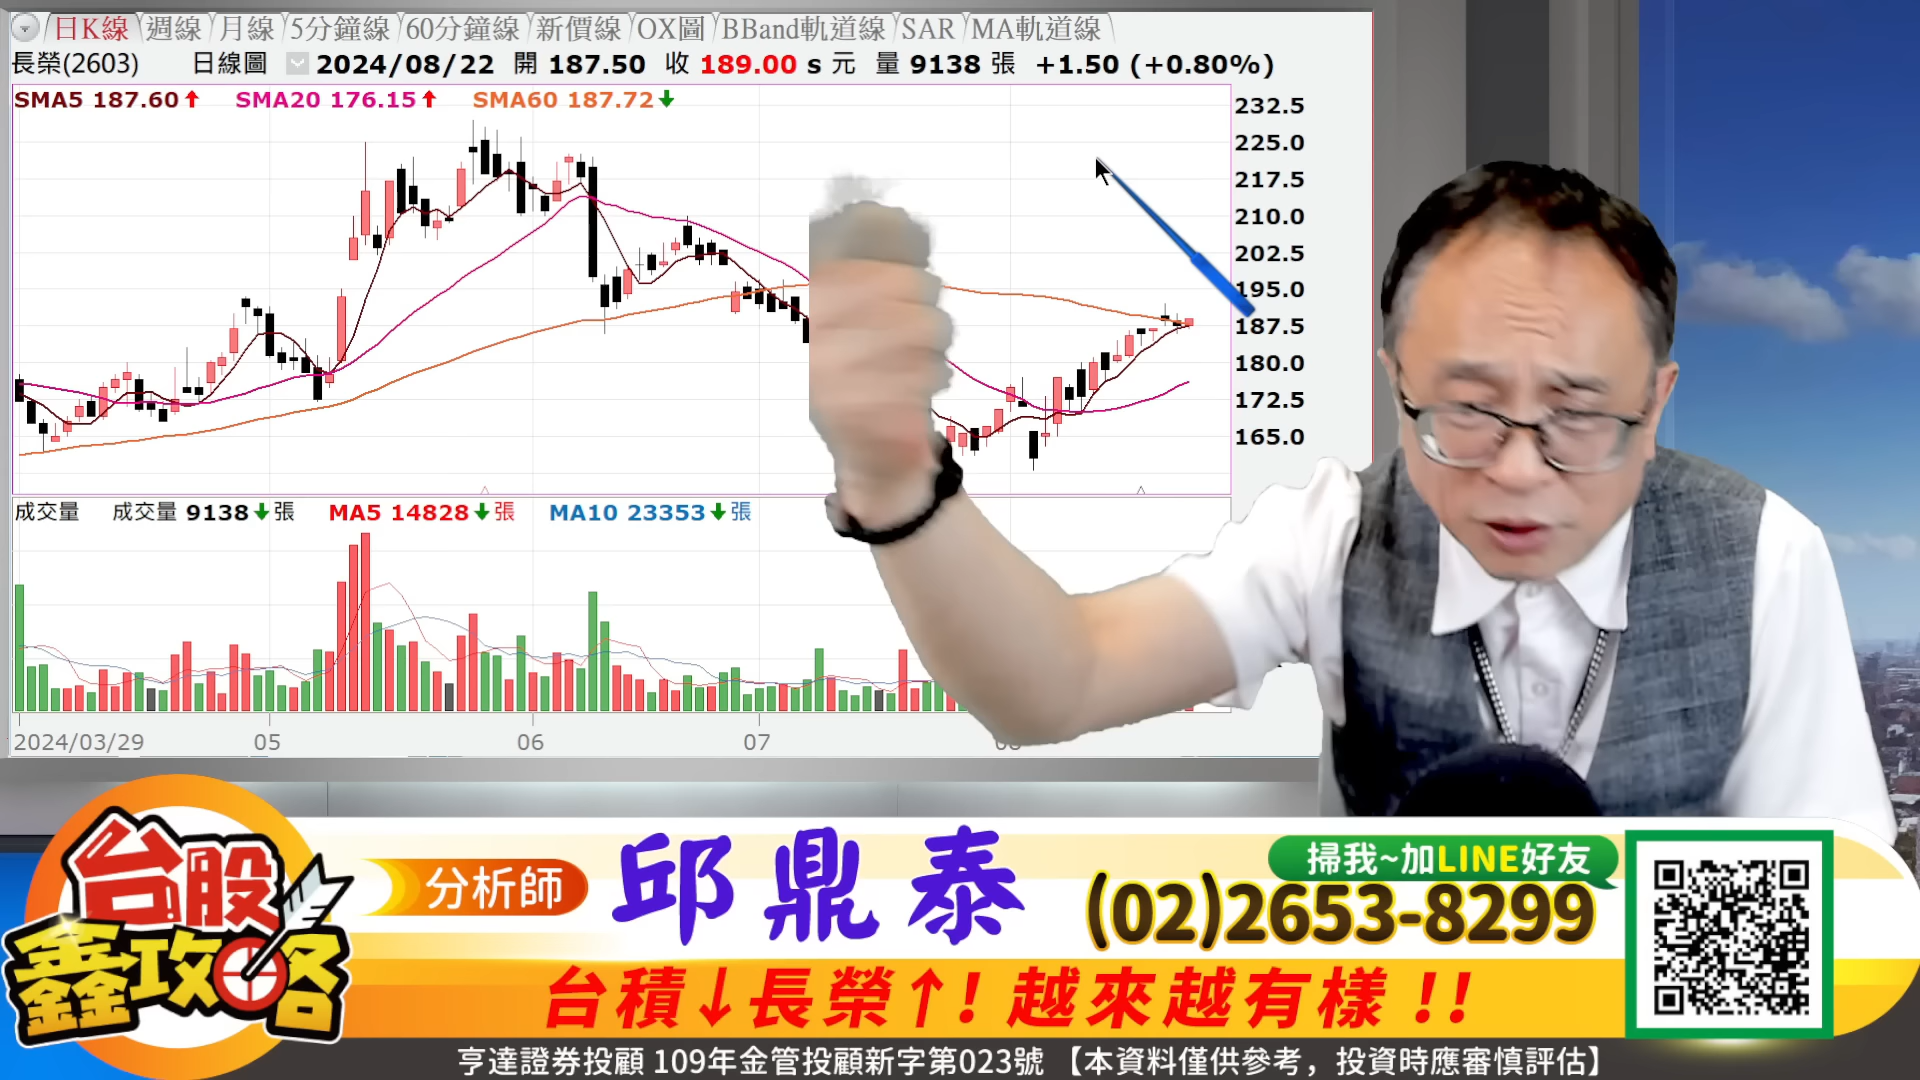 日K線 週線 月線 5分鐘線 60分鐘線 新價線 OX圖 BBand軌道線 SAR MA軌道線
長榮(2603) 日線圖 2024/08/22 開 187.50 收 189.00 s 元 量 9138 張 +1.50 (+0.80%)
SMA5 187.60↑ SMA20 176.15↑ SMA60 187.72↓
232.5
225.0
217.5
210.0
202.5
195.0
187.5
180.0
172.5
165.0
成交量 成交量 9138↓張 MA5 14828↓張 MA10 23353↓張
2024/03/29 05 06 07
台股
鑫攻略
分析師 邱鼎泰
掃我~加LINE好友
(02)2653-8299
台積↓長榮↑!越來越有樣!!
亨達證券投顧 109年金管投顧新字第023號 【本資料僅供參考，投資時應審慎評估】